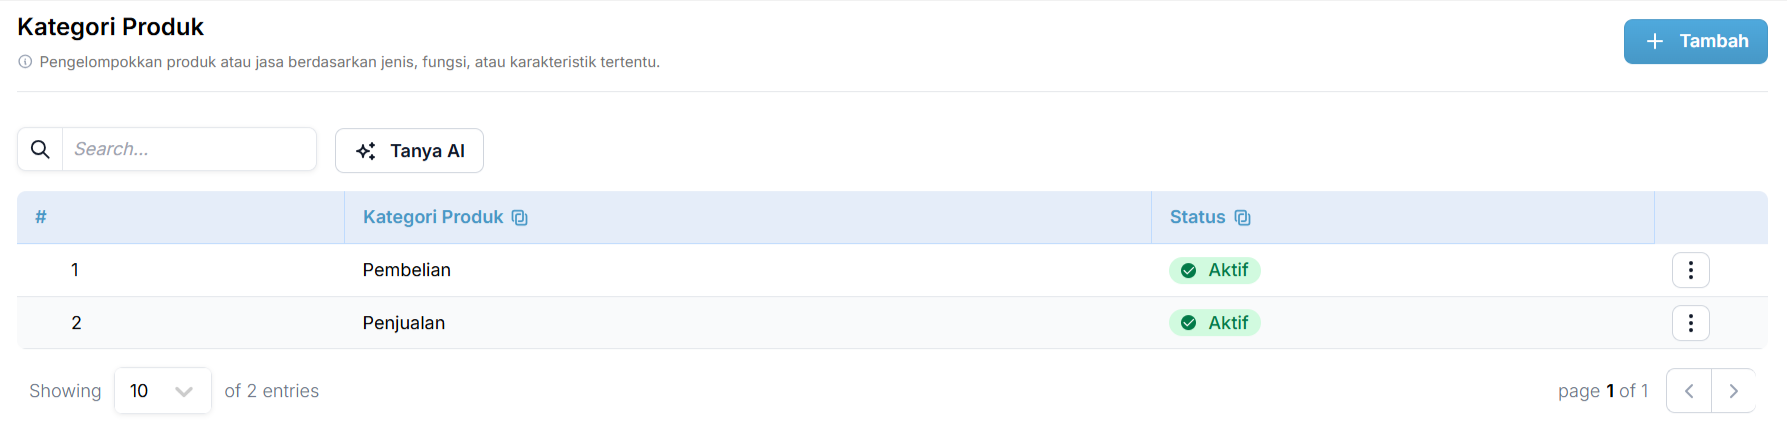 Kategori Produk
Pengelompokkan produk atau jasa berdasarkan jenis, fungsi, atau karakteristik tertentu.
+ Tambah
Search...
Tanya AI
# Kategori Produk Status
1 Pembelian Aktif
2 Penjualan Aktif
Showing 10 of 2 entries page 1 of 1